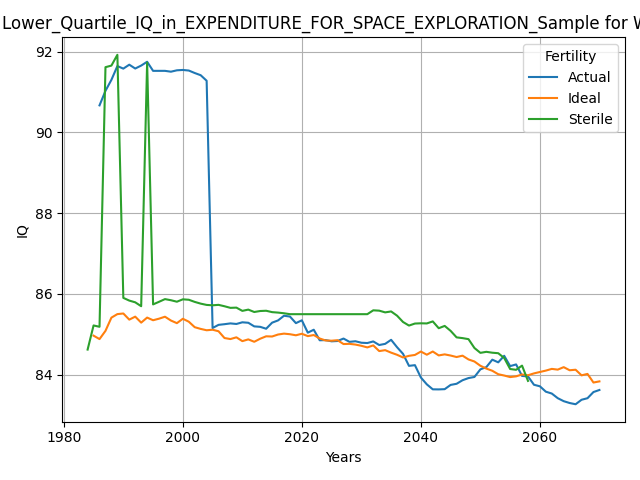 Lower_Quartile_IQ_in_EXPENDITURE_FOR_SPACE_EXPLORATION_Sample for
Fertility
Actual
Ideal
Sterile
92
90
88
86
84
IQ
1980 2000 2020 2040 2060
Years